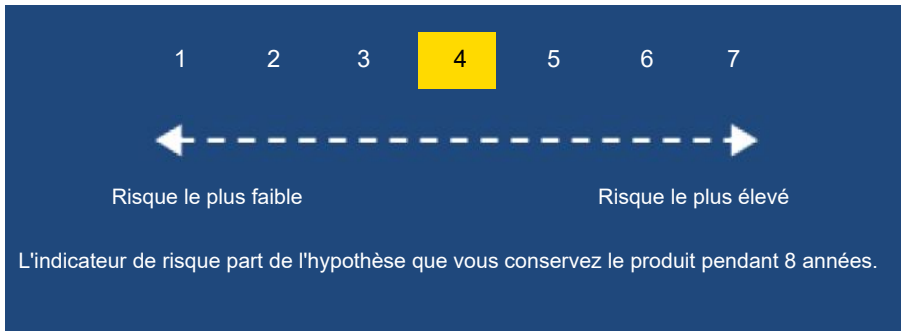 1 2 3 4 5 6 7
Risque le plus faible Risque le plus élevé
L'indicateur de risque part de l'hypothèse que vous conservez le produit pendant 8 années.